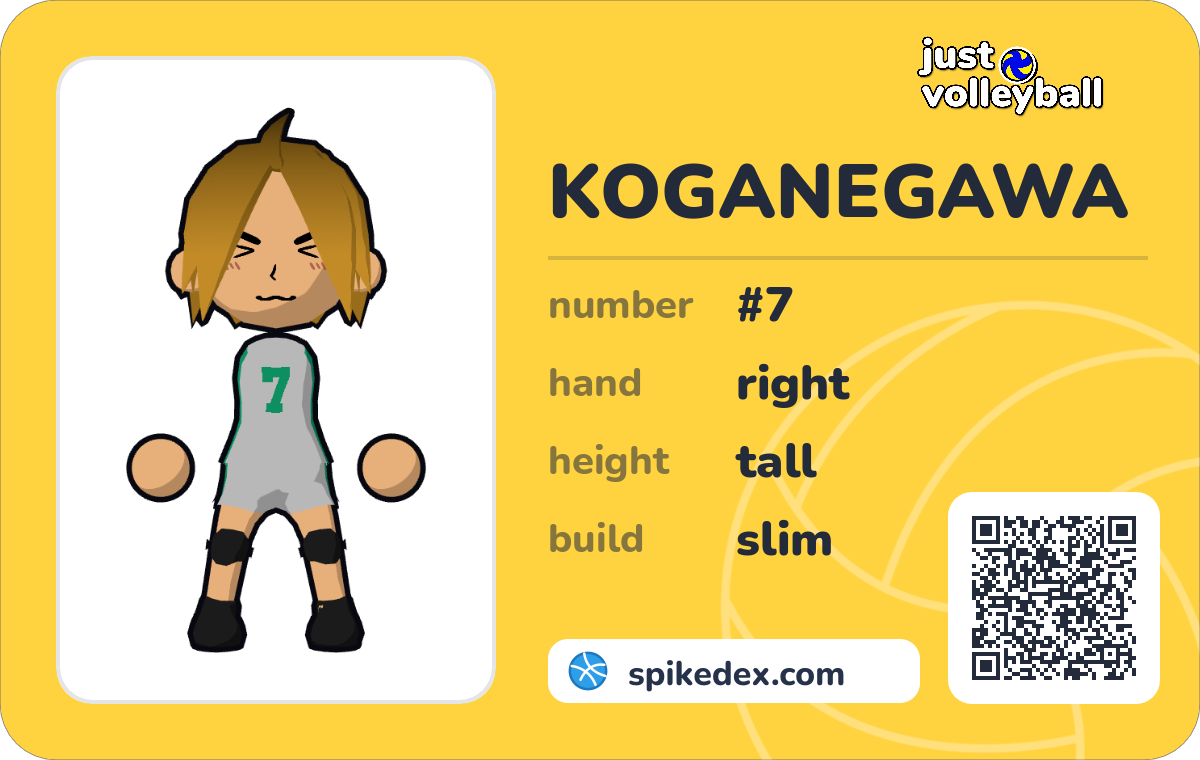 just
volleyball
KOGANEGAWA
number #7
hand right
height tall
build slim
7
spikedex.com